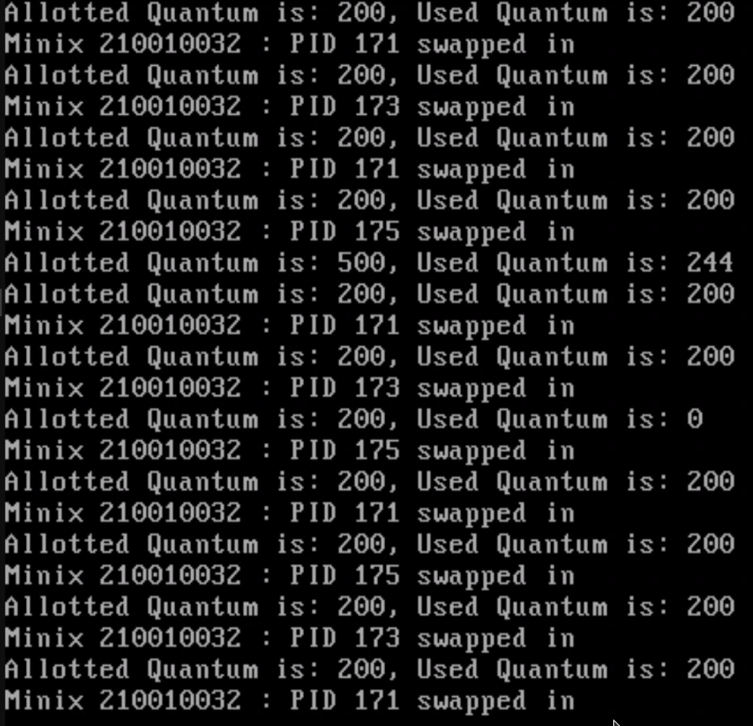 Allotted Quantum is: 200, Used Quantum is: 200
Minix 210010032 : PID 171 swapped in
Allotted Quantum is: 200, Used Quantum is: 200
Minix 210010032 : PID 173 swapped in
Allotted Quantum is: 200, Used Quantum is: 200
Minix 210010032 : PID 171 swapped in
Allotted Quantum is: 200, Used Quantum is: 200
Minix 210010032 : PID 175 swapped in
Allotted Quantum is: 500, Used Quantum is: 244
Allotted Quantum is: 200, Used Quantum is: 200
Minix 210010032 : PID 171 swapped in
Allotted Quantum is: 200, Used Quantum is: 200
Minix 210010032 : PID 173 swapped in
Allotted Quantum is: 200, Used Quantum is: 0
Minix 210010032 : PID 175 swapped in
Allotted Quantum is: 200, Used Quantum is: 200
Minix 210010032 : PID 171 swapped in
Allotted Quantum is: 200, Used Quantum is: 200
Minix 210010032 : PID 175 swapped in
Allotted Quantum is: 200, Used Quantum is: 200
Minix 210010032 : PID 173 swapped in
Allotted Quantum is: 200, Used Quantum is: 200
Minix 210010032 : PID 171 swapped in